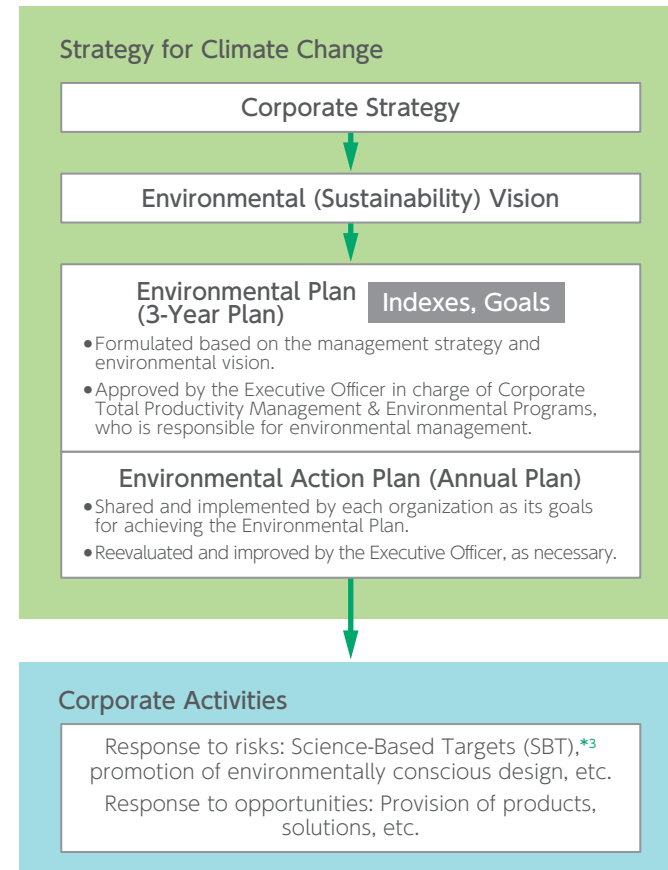 Strategy for Climate Change
Corporate Strategy
Environmental (Sustainability) Vision
Environmental Plan
(3-Year Plan)
Indexes, Goals
●Formulated based on the management strategy and
environmental vision.
●Approved by the Executive Officer in charge of Corporate
Total Productivity Management & Environmental Programs,
who is responsible for environmental management.
Environmental Action Plan (Annual Plan)
●Shared and implemented by each organization as its goals
for achieving the Environmental Plan.
●Reevaluated and improved by the Executive Officer, as necessary.
Corporate Activities
Response to risks: Science-Based Targets (SBT),*3
promotion of environmentally conscious design, etc.
Response to opportunities: Provision of products,
solutions, etc.